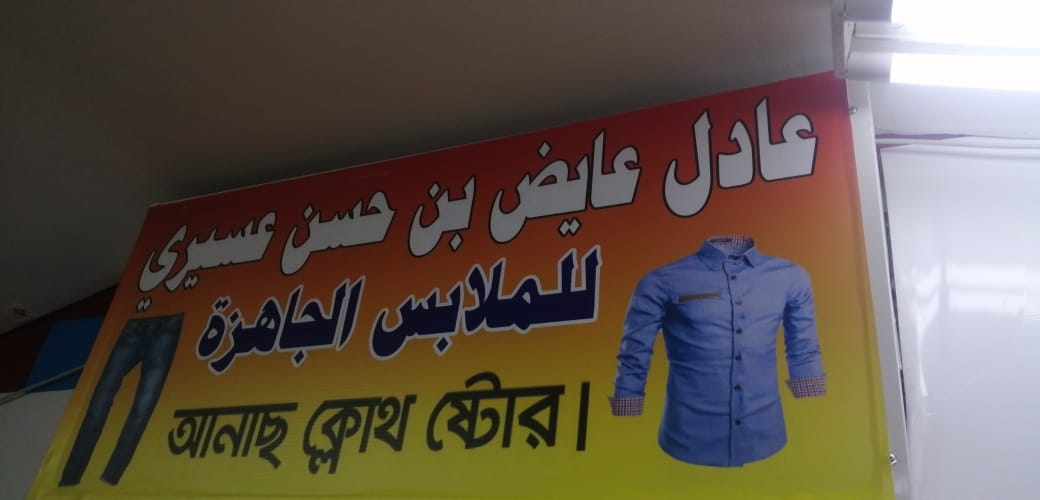 عادل عايض بن حسن عسيري
للملابس الجاهزة
আনাছ ক্লোথ ষ্টোর।